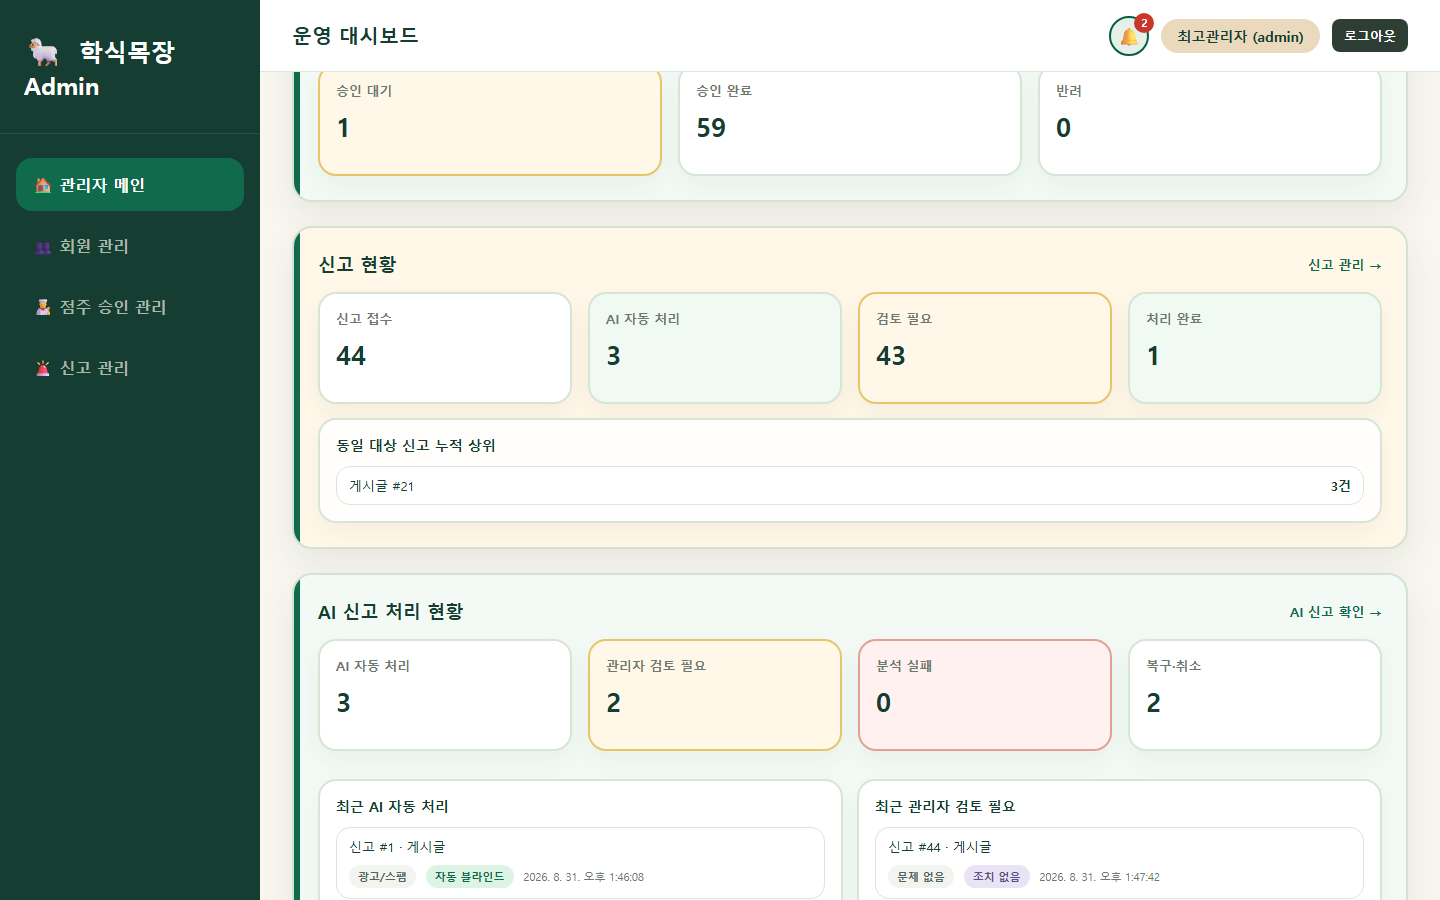 학식목장
Admin
관리자 메인
회원 관리
점주 승인 관리
신고 관리
운영 대시보드
2
최고관리자 (admin)
로그아웃
승인 대기
1
승인 완료
59
반려
0
신고 현황
신고 관리 →
신고 접수
44
AI 자동 처리
3
검토 필요
43
처리 완료
1
동일 대상 신고 누적 상위
게시글 #21
3건
AI 신고 처리 현황
AI 신고 확인 →
AI 자동 처리
3
관리자 검토 필요
2
분석 실패
0
복구·취소
2
최근 AI 자동 처리
신고 #1 · 게시글
광고/스팸 자동 블라인드 2026. 8. 31. 오후 1:46:08
최근 관리자 검토 필요
신고 #44 · 게시글
문제 없음 조치 없음 2026. 8. 31. 오후 1:47:42